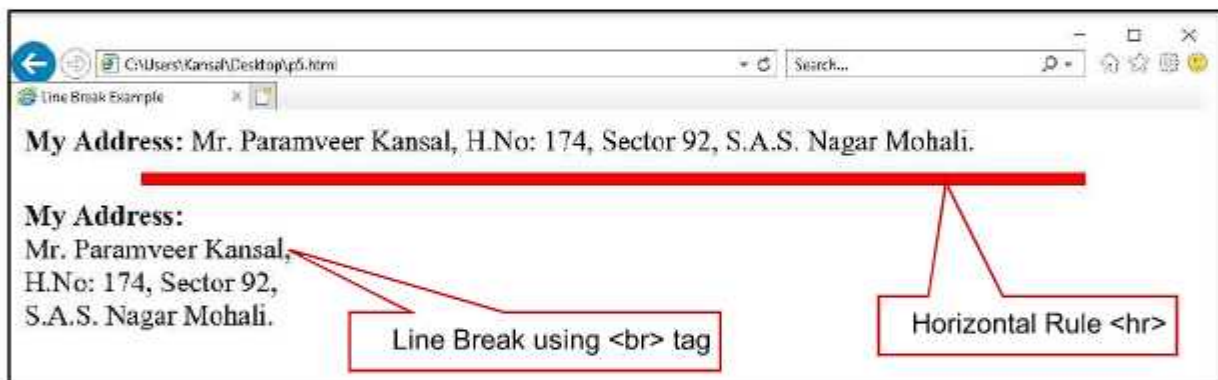 C:\Users\Kansal\Desktop\p5.html
Search...
Line Break Example
My Address: Mr. Paramveer Kansal, H.No: 174, Sector 92, S.A.S. Nagar Mohali.
My Address:
Mr. Paramveer Kansal,
H.No: 174, Sector 92,
S.A.S. Nagar Mohali.
Line Break using <br> tag
Horizontal Rule <hr>